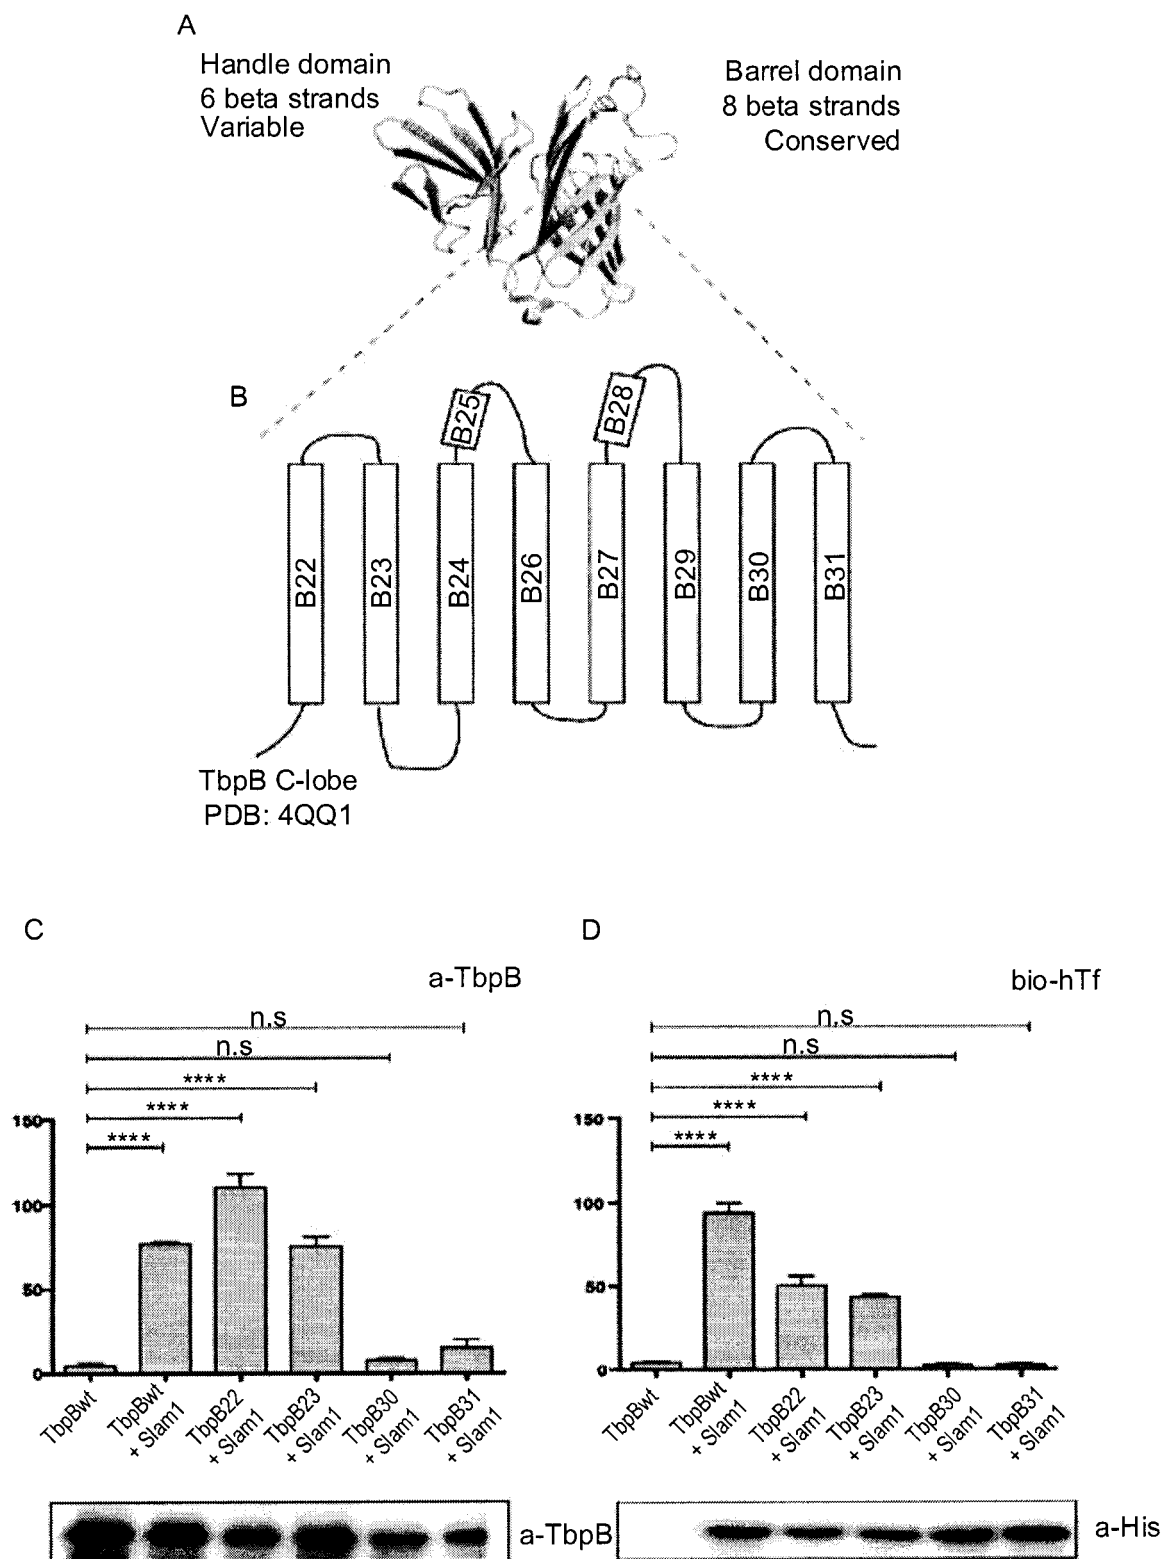 A
Handle domain
6 beta strands
Variable
Barrel domain
8 beta strands
Conserved
B
B22
B23
B24
B25
B26
B27
B28
B29
B30
B31
TbpB C-lobe
PDB: 4QQ1
C
a-TbpB
n.s
n.s
****
****
****
150
100
50
0
TbpBwt
TbpBwt
+ Slam1
TbpB22
+ Slam1
TbpB23
+ Slam1
TbpB30
+ Slam1
TbpB31
+ Slam1
a-TbpB
D
bio-hTf
n.s
n.s
****
****
****
150
100
50
0
TbpBwt
TbpBwt
+ Slam1
TbpB22
+ Slam1
TbpB23
+ Slam1
TbpB30
+ Slam1
TbpB31
+ Slam1
a-His